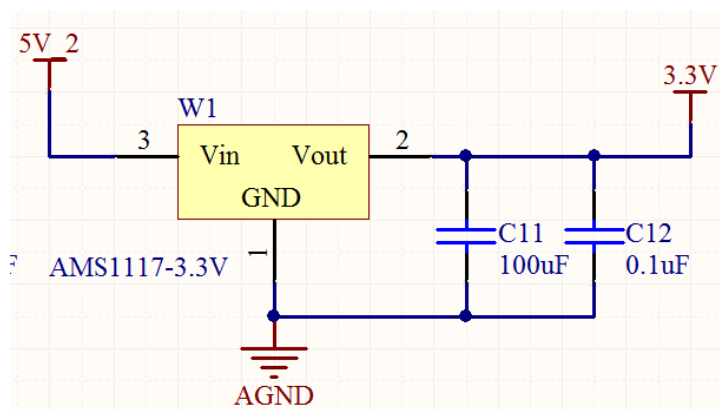 5V_2
3.3V
W1
3
Vin
Vout
2
GND
1
C11
100uF
C12
0.1uF
F
AMS1117-3.3V
AGND